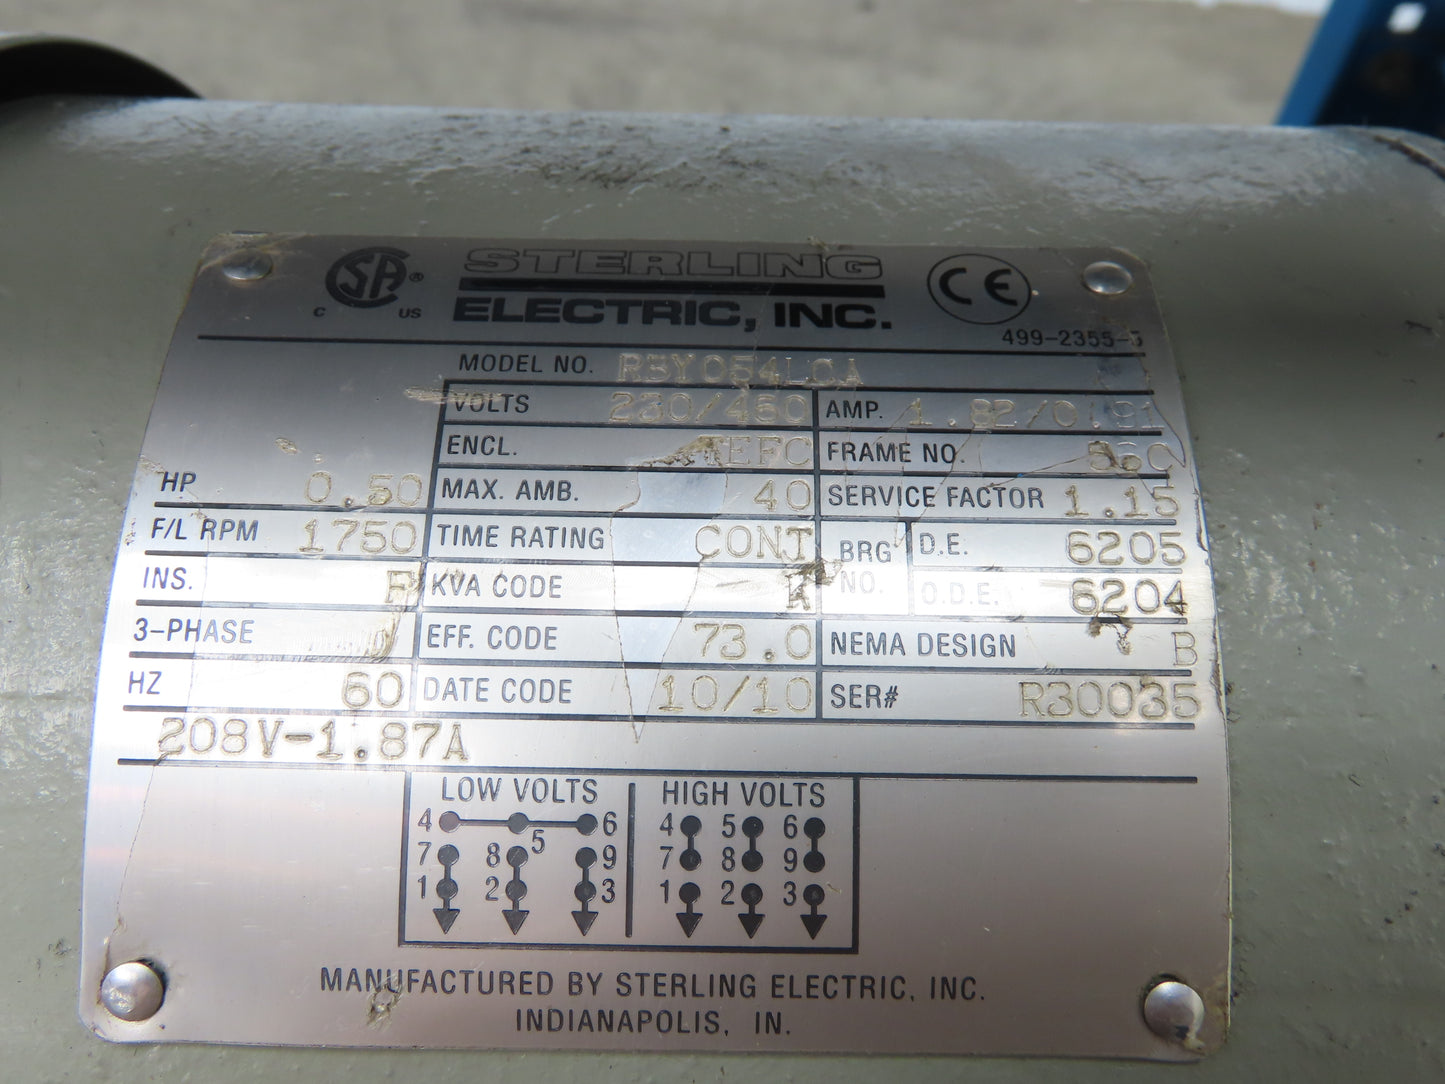 CSA ® C US
STERLING
ELECTRIC, INC.
CE
499-2355-5
MODEL NO.
VOLTS 230/460 AMP. 1.82/0.91
ENCL. TEFC FRAME NO. 56C
HP 0.50 MAX. AMB. 40 SERVICE FACTOR 1.15
F/L RPM 1750 TIME RATING CONT BRG NO. D.E. 6205
INS. F KVA CODE K O.D.E. 6204
3-PHASE EFF. CODE 73.0 NEMA DESIGN B
HZ 60 DATE CODE 10/10 SER# R30035
208V-1.87A
LOW VOLTS HIGH VOLTS
4 5 6 4 5 6
7 8 9 7 8 9
1 2 3 1 2 3
MANUFACTURED BY STERLING ELECTRIC, INC.
INDIANAPOLIS, IN.